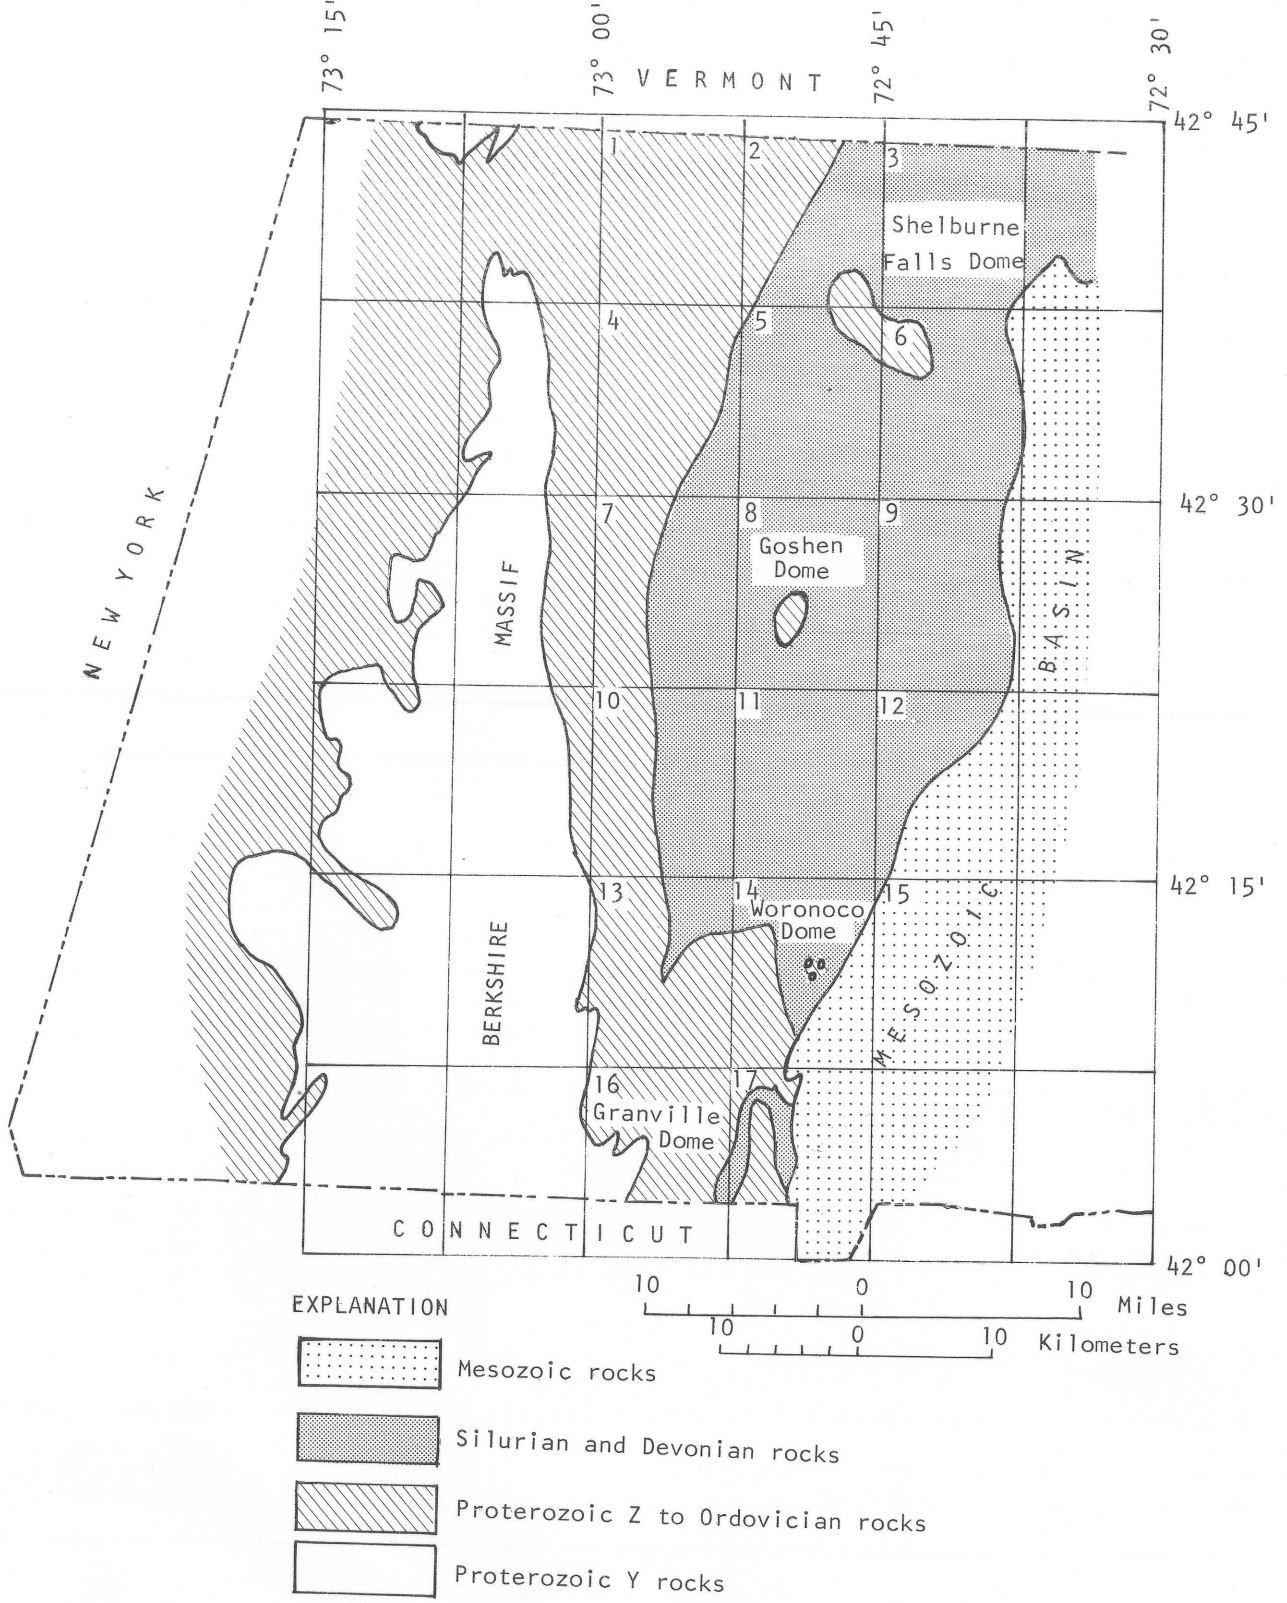 73° 15'
73° 00'
72° 45'
72° 30'
VERMONT
42° 45'
1
2
3
Shelburne
Falls Dome
4
5
6
NEW YORK
42° 30'
7
8
9
Goshen
Dome
MASSIF
BASIN
10
11
12
42° 15'
13
14
15
Woronoco
Dome
BERKSHIRE
MESOZOIC
16
17
Granville
Dome
CONNECTICUT
42° 00'
10 0 10 Miles
10 0 10 Kilometers
EXPLANATION
Mesozoic rocks
Silurian and Devonian rocks
Proterozoic Z to Ordovician rocks
Proterozoic Y rocks